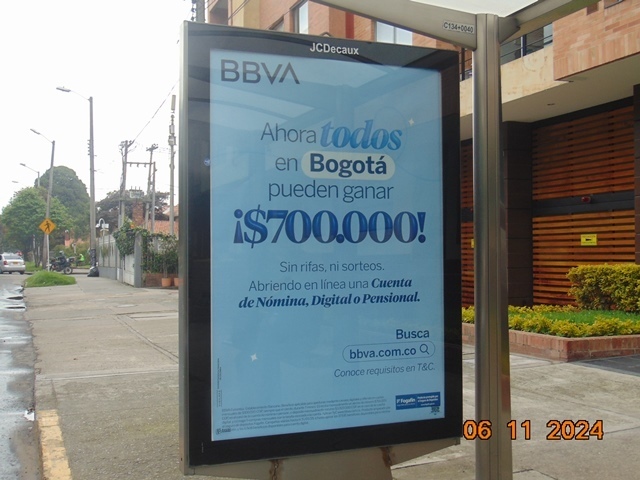 C134+0040
JCDecaux
BBVA
Ahora todos
en Bogotá
pueden ganar
¡$700.000!
Sin rifas, ni sorteos.
Abriendo en línea una Cuenta
de Nómina, Digital o Pensional.
Busca
bbva.com.co
Conoce requisitos en T&C.
Fogafín
06 11 2024